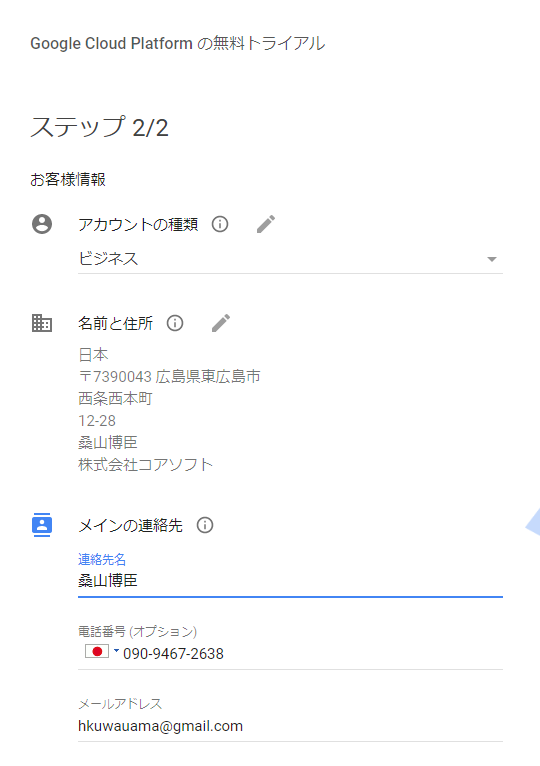 Google Cloud Platform の無料トライアル
ステップ 2/2
お客様情報
アカウントの種類
ビジネス
名前と住所
日本
〒7390043 広島県東広島市
西条西本町
12-28
桑山博臣
株式会社コアソフト
メインの連絡先
連絡先名
桑山博臣
電話番号 (オプション)
090-9467-2638
メールアドレス
hkuwauama@gmail.com